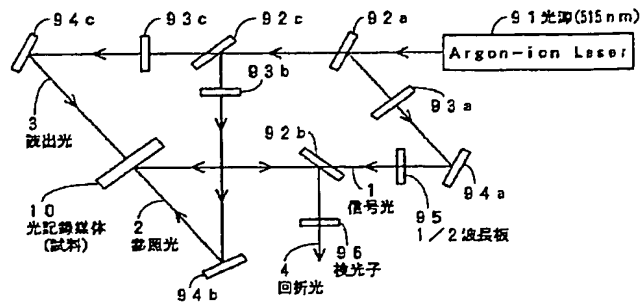 94c
93c
92c
92a
91光源(515nm)
Argon-ion Laser
93b
93a
3
読出光
92b
10
光記録媒体
(試料)
2
参照光
1
信号光
95
1/2波長板
94a
94b
4
回折光
96
検光子